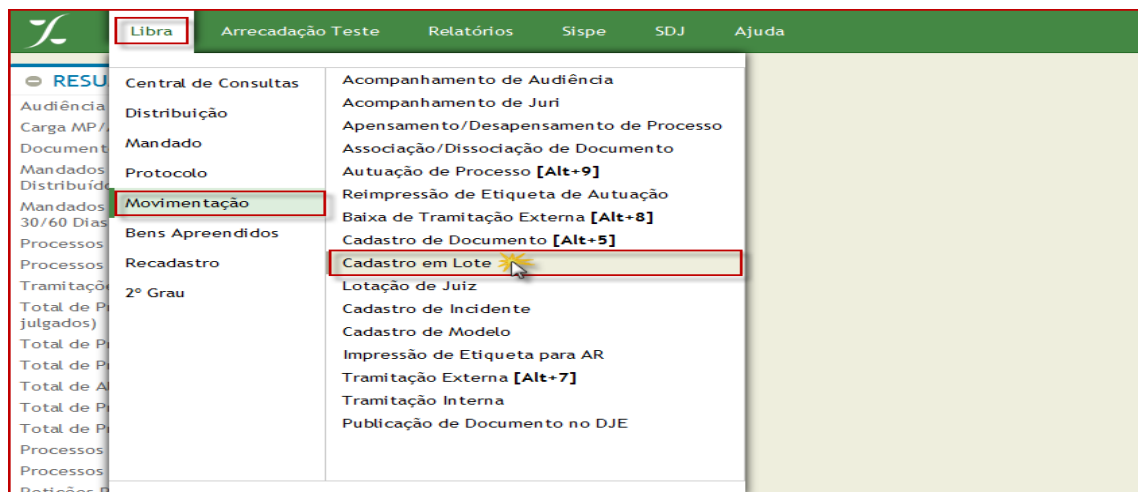 Libra Arrecadação Teste Relatórios Sispe SDJ Ajuda
RESU
Audiência
Carga MP/
Document
Mandados
Distribuído
Mandados
30/60 Dias
Processos
Processos
Tramitaçõ
Total de P
julgados)
Total de P
Total de P
Total de A
Total de P
Total de P
Processos
Processos
Central de Consultas
Distribuição
Mandado
Protocolo
Movimentação
Bens Apreendidos
Recadastro
2º Grau
Acompanhamento de Audiência
Acompanhamento de Juri
Apensamento/Desapensamento de Processo
Associação/Dissociação de Documento
Autuação de Processo [Alt+9]
Reimpressão de Etiqueta de Autuação
Baixa de Tramitação Externa [Alt+8]
Cadastro de Documento [Alt+5]
Cadastro em Lote
Lotação de Juiz
Cadastro de Incidente
Cadastro de Modelo
Impressão de Etiqueta para AR
Tramitação Externa [Alt+7]
Tramitação Interna
Publicação de Documento no DJE